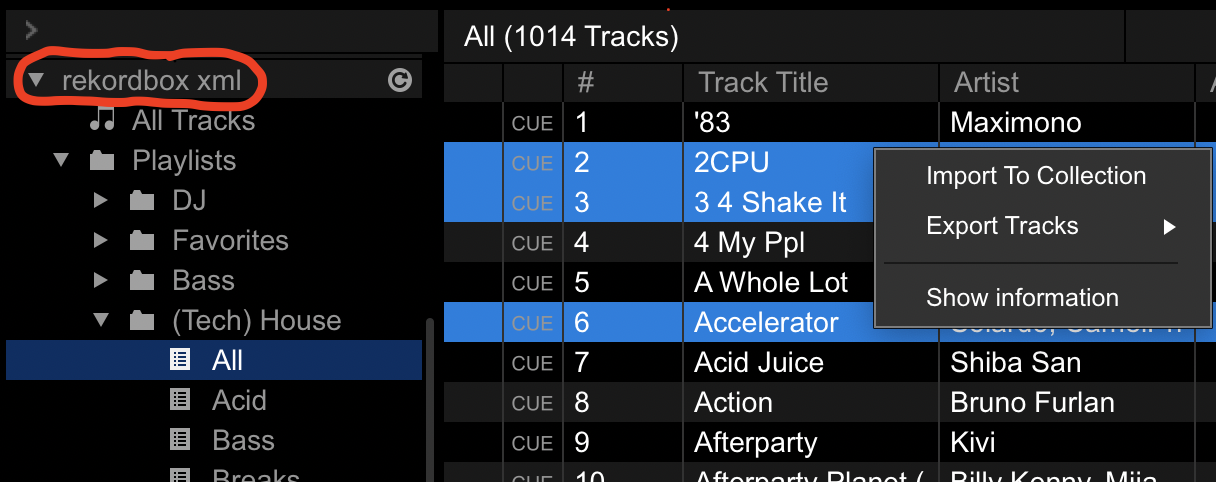 All (1014 Tracks)
rekordbox xml
All Tracks
Playlists
DJ
Favorites
Bass
(Tech) House
All
Acid
Bass
Breaks
# Track Title Artist
CUE 1 '83 Maximono
CUE 2 2CPU
CUE 3 3 4 Shake It
CUE 4 4 My Ppl
CUE 5 A Whole Lot
CUE 6 Accelerator
CUE 7 Acid Juice Shiba San
CUE 8 Action Bruno Furlan
CUE 9 Afterparty Kivi
10 Afterparty Planet ( Billy Kenny, Mija
Import To Collection
Export Tracks
Show information